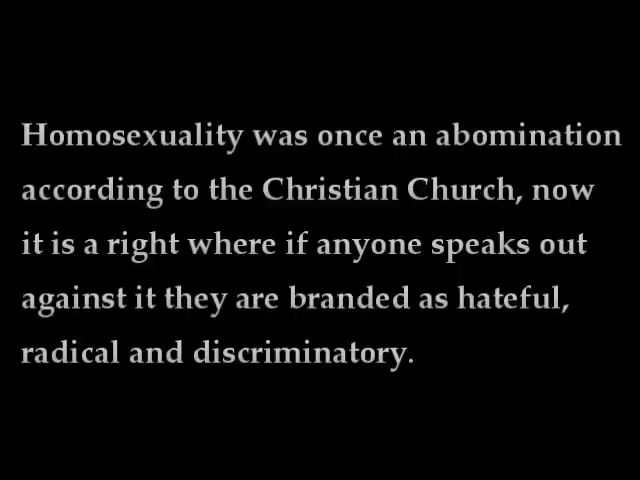 Homosexuality was once an abomination
according to the Christian Church, now
it is a right where if anyone speaks out
against it they are branded as hateful,
radical and discriminatory.